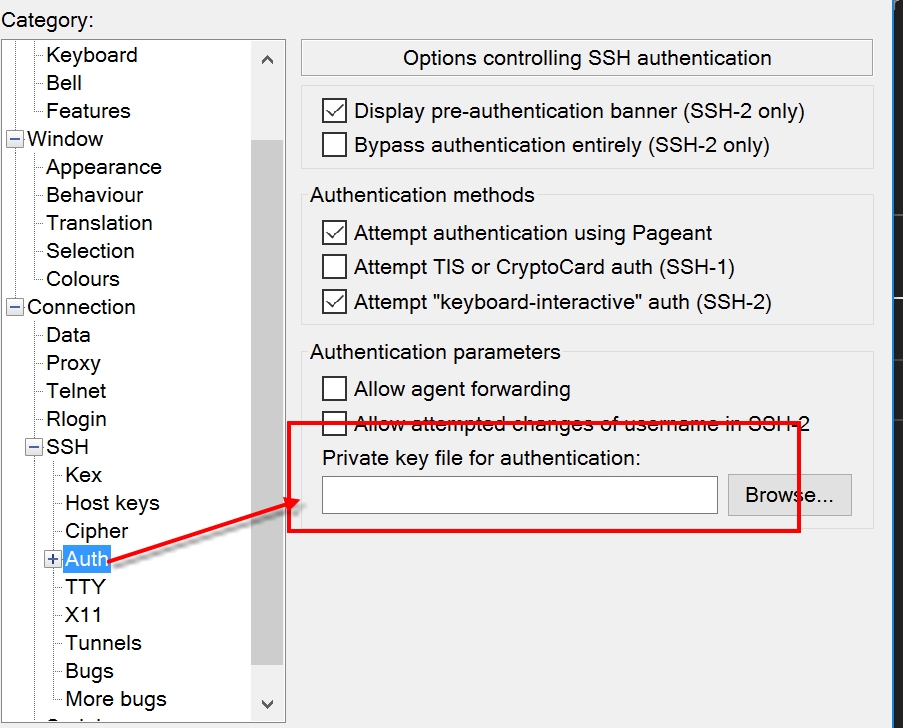 Category:
Keyboard
Bell
Features
Window
Appearance
Behaviour
Translation
Selection
Colours
Connection
Data
Proxy
Telnet
Rlogin
SSH
Kex
Host keys
Cipher
Auth
TTY
X11
Tunnels
Bugs
More bugs
Options controlling SSH authentication
Display pre-authentication banner (SSH-2 only)
Bypass authentication entirely (SSH-2 only)
Authentication methods
Attempt authentication using Pageant
Attempt TIS or CryptoCard auth (SSH-1)
Attempt "keyboard-interactive" auth (SSH-2)
Authentication parameters
Allow agent forwarding
Allow attempted changes of username in SSH-2
Private key file for authentication:
Browse...